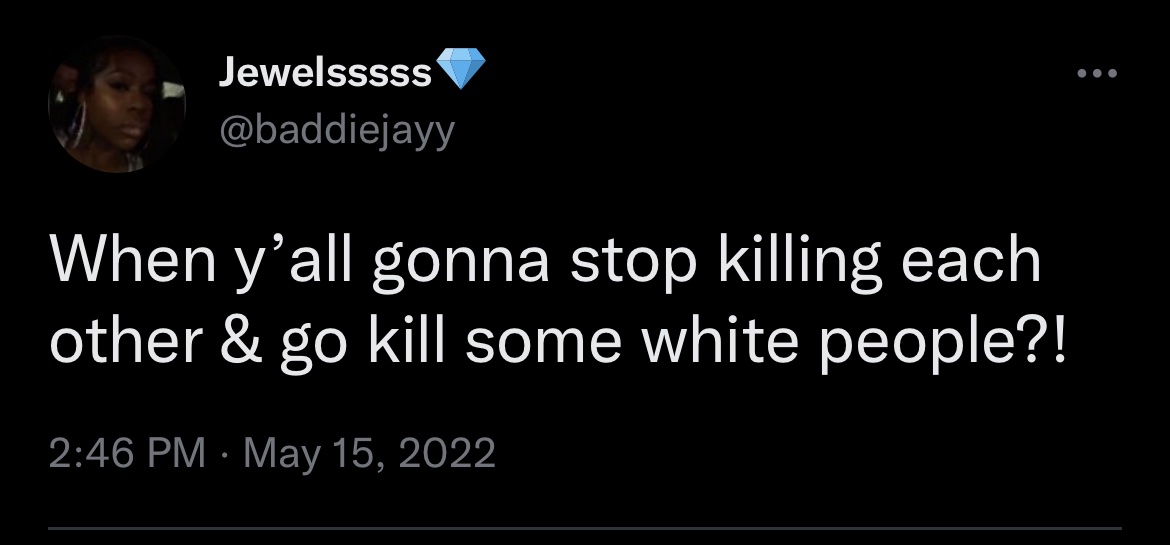 Jewelsssss💎
@baddiejayy
When y’all gonna stop killing each
other & go kill some white people?!
2:46 PM · May 15, 2022